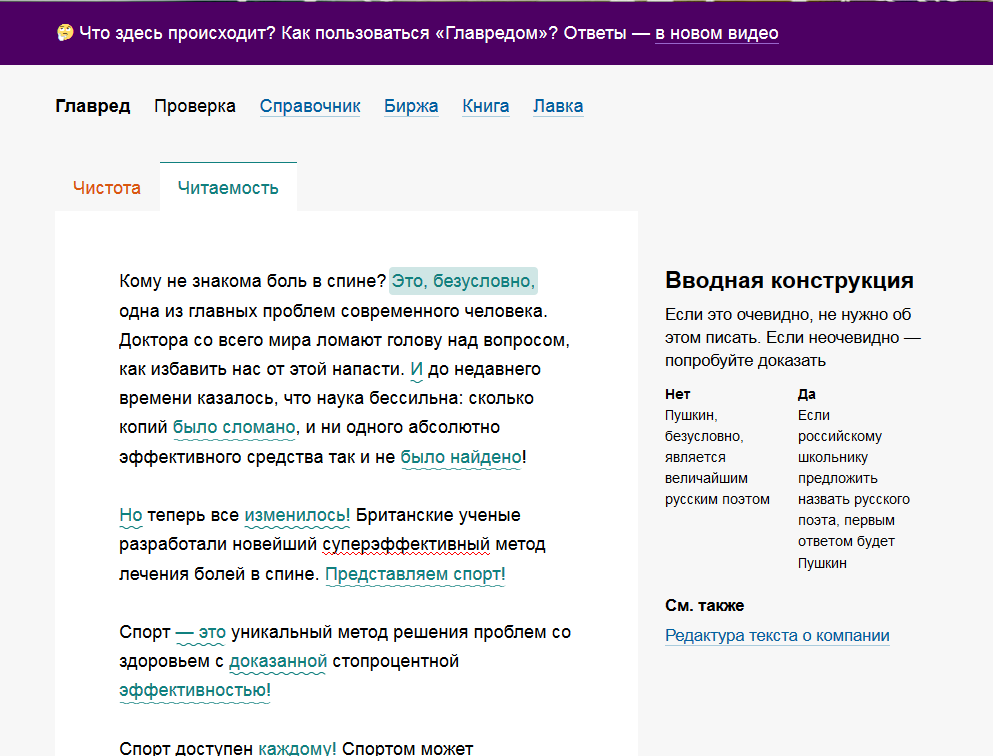 🤔 Что здесь происходит? Как пользоваться «Главредом»? Ответы — в новом видео
Главред Проверка Справочник Биржа Книга Лавка
Чистота Читаемость
Кому не знакома боль в спине? Это, безусловно,
одна из главных проблем современного человека.
Доктора со всего мира ломают голову над вопросом,
как избавить нас от этой напасти. И до недавнего
времени казалось, что наука бессильна: сколько
копий было сломано, и ни одного абсолютно
эффективного средства так и не было найдено!
Но теперь все изменилось! Британские ученые
разработали новейший суперэффективный метод
лечения болей в спине. Представляем спорт!
Спорт — это уникальный метод решения проблем со
здоровьем с доказанной стопроцентной
эффективностью!
Спорт доступен каждому! Спортом может
Вводная конструкция
Если это очевидно, не нужно об
этом писать. Если неочевидно —
попробуйте доказать
Нет
Пушкин,
безусловно,
является
величайшим
русским поэтом
Да
Если
российскому
школьнику
предложить
назвать русского
поэта, первым
ответом будет
Пушкин
См. также
Редактура текста о компании